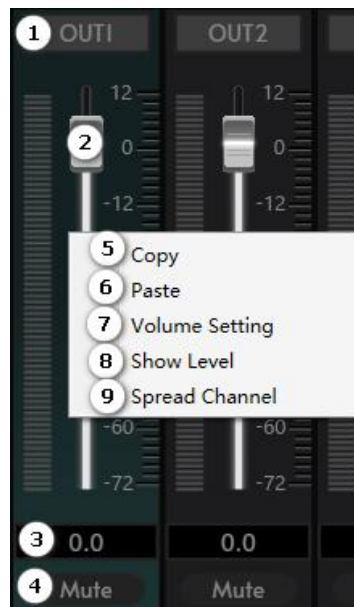 1 OUT1 OUT2
12 12
2 0 0
-12 -12
5 Copy
6 Paste
7 Volume Setting
8 Show Level
9 Spread Channel
-60 -60
-72 -72
3 0.0 0.0
4 Mute Mute